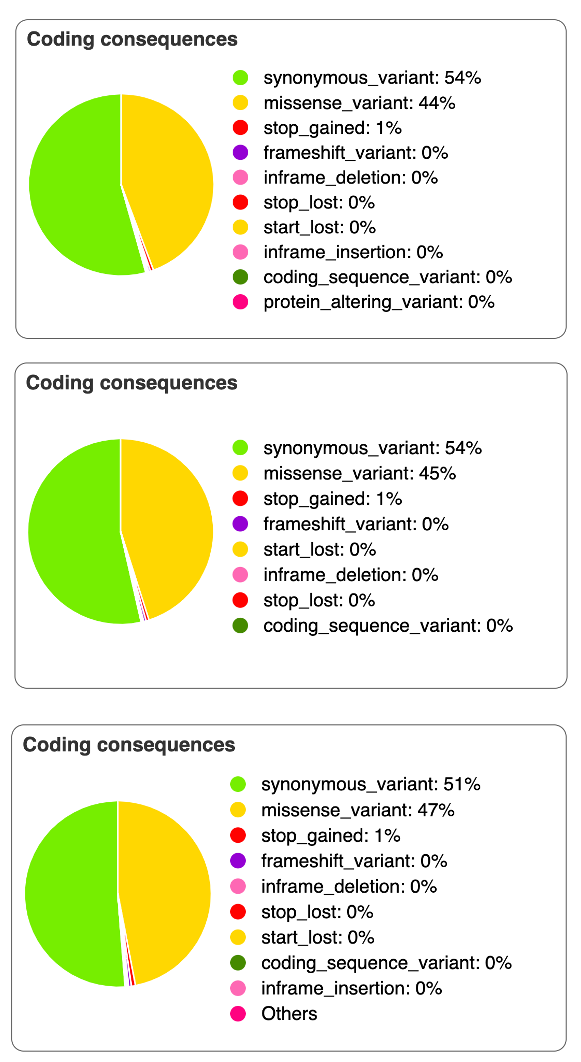 Coding consequences
synonymous_variant: 54%
missense_variant: 44%
stop_gained: 1%
frameshift_variant: 0%
inframe_deletion: 0%
stop_lost: 0%
start_lost: 0%
inframe_insertion: 0%
coding_sequence_variant: 0%
protein_altering_variant: 0%
Coding consequences
synonymous_variant: 54%
missense_variant: 45%
stop_gained: 1%
frameshift_variant: 0%
start_lost: 0%
inframe_deletion: 0%
stop_lost: 0%
coding_sequence_variant: 0%
Coding consequences
synonymous_variant: 51%
missense_variant: 47%
stop_gained: 1%
frameshift_variant: 0%
inframe_deletion: 0%
stop_lost: 0%
start_lost: 0%
coding_sequence_variant: 0%
inframe_insertion: 0%
Others